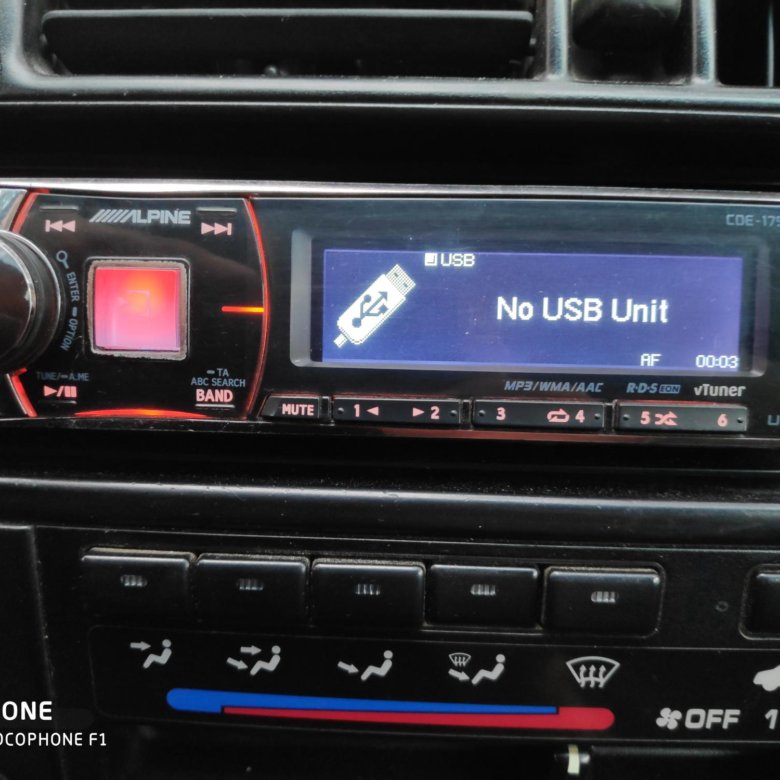 ALPINE
CDE-175
USB
No USB Unit
AF 00:03
ENTER
OPTION
TUNE/ A.ME
TA
ABC SEARCH
BAND
MP3/WMA/AAC R·D·S EON vTuner
MUTE 1 2 3 4 5 6
OFF 1
ONE
OCOPHONE F1